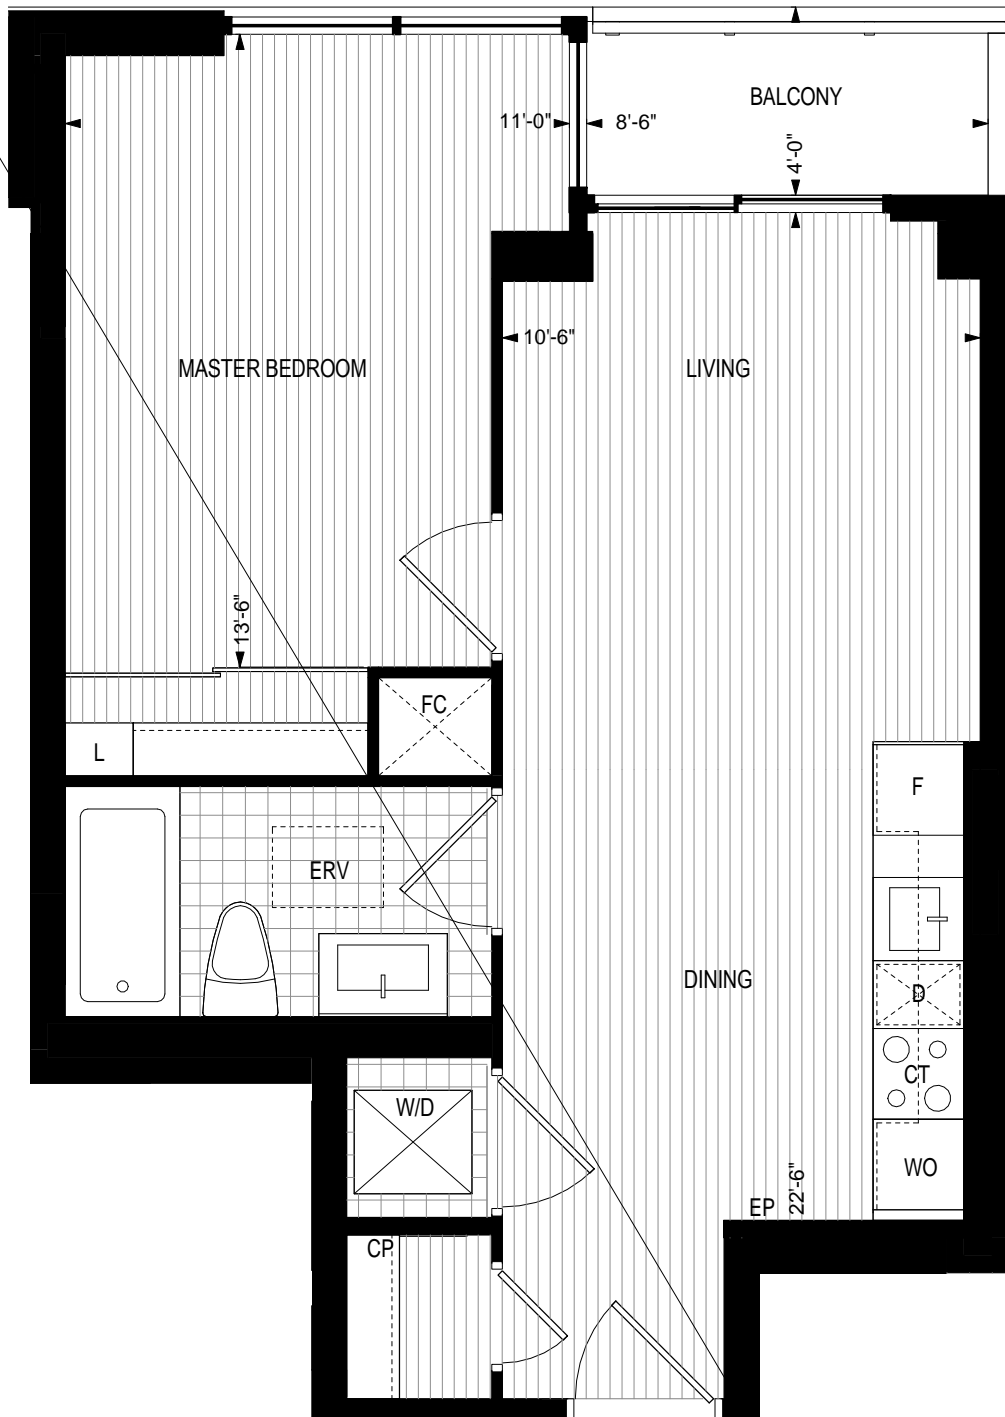 BALCONY
11'-0"
8'-6"
4'-0"
10'-6"
MASTER BEDROOM
LIVING
13'-6"
FC
L
F
ERV
DINING
D
CT
W/D
WO
22'-6"
EP
CP